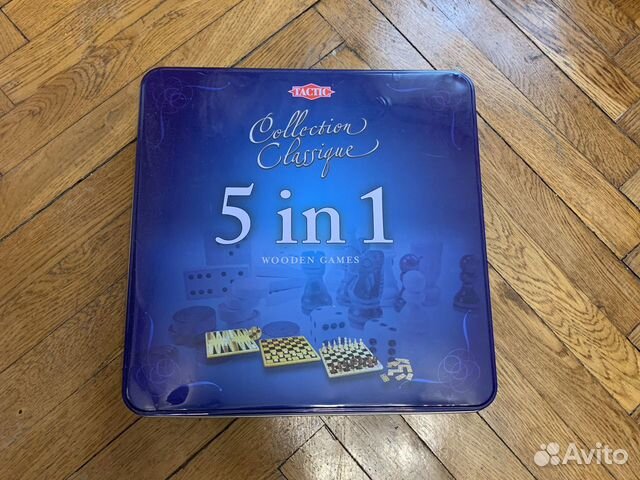 TACTIC
Collection
Classique
5 in 1
WOODEN GAMES
Avito